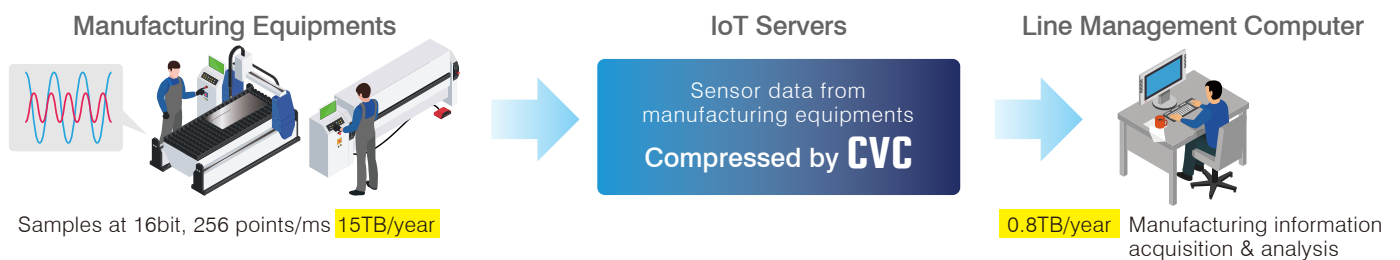 Manufacturing Equipments
IoT Servers
Line Management Computer
Sensor data from
manufacturing equipments
Compressed by CVC
Samples at 16bit, 256 points/ms 15TB/year
0.8TB/year Manufacturing information
acquisition & analysis